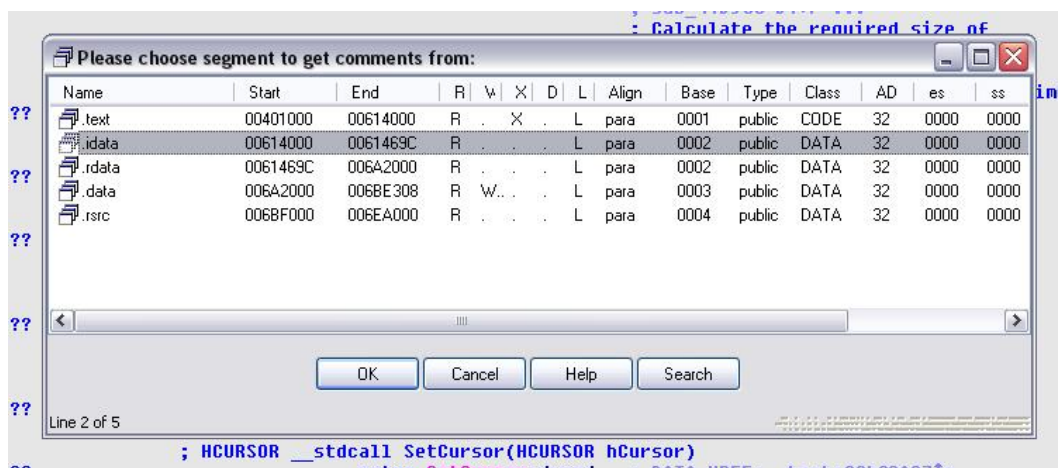 : Calculate the required size of
Please choose segment to get comments from:
Name Start End R W X D L Align Base Type Class AD es ss
?? .text 00401000 00614000 R . X . L para 0001 public CODE 32 0000 0000
.idata 00614000 0061469C R . . . L para 0002 public DATA 32 0000 0000
?? .rdata 0061469C 006A2000 R . . . L para 0002 public DATA 32 0000 0000
.data 006A2000 006BE308 R W... . L para 0003 public DATA 32 0000 0000
.rsrc 006BF000 006EA000 R . . . L para 0004 public DATA 32 0000 0000
??
??
OK Cancel Help Search
??
Line 2 of 5
; HCURSOR __stdcall SetCursor(HCURSOR hCursor)